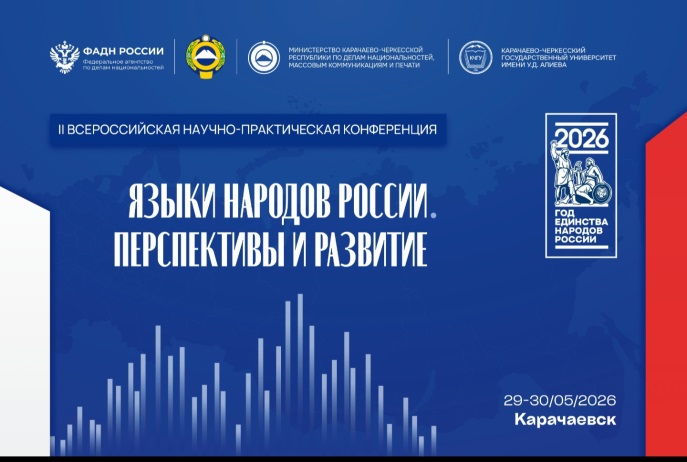 ФАДН РОССИИ
Федеральное агентство
по делам национальностей
МИНИСТЕРСТВО КАРАЧАЕВО-ЧЕРКЕССКОЙ
РЕСПУБЛИКИ ПО ДЕЛАМ НАЦИОНАЛЬНОСТЕЙ,
МАССОВЫМ КОММУНИКАЦИЯМ И ПЕЧАТИ
КЧГУ
КАРАЧАЕВО-ЧЕРКЕССКИЙ
ГОСУДАРСТВЕННЫЙ УНИВЕРСИТЕТ
ИМЕНИ У.Д. АЛИЕВА
II ВСЕРОССИЙСКАЯ НАУЧНО-ПРАКТИЧЕСКАЯ КОНФЕРЕНЦИЯ
2026
ГОД
ЕДИНСТВА
НАРОДОВ
РОССИИ
ЯЗЫКИ НАРОДОВ РОССИИ.
ПЕРСПЕКТИВЫ И РАЗВИТИЕ
29-30/05/2026
Карачаевск